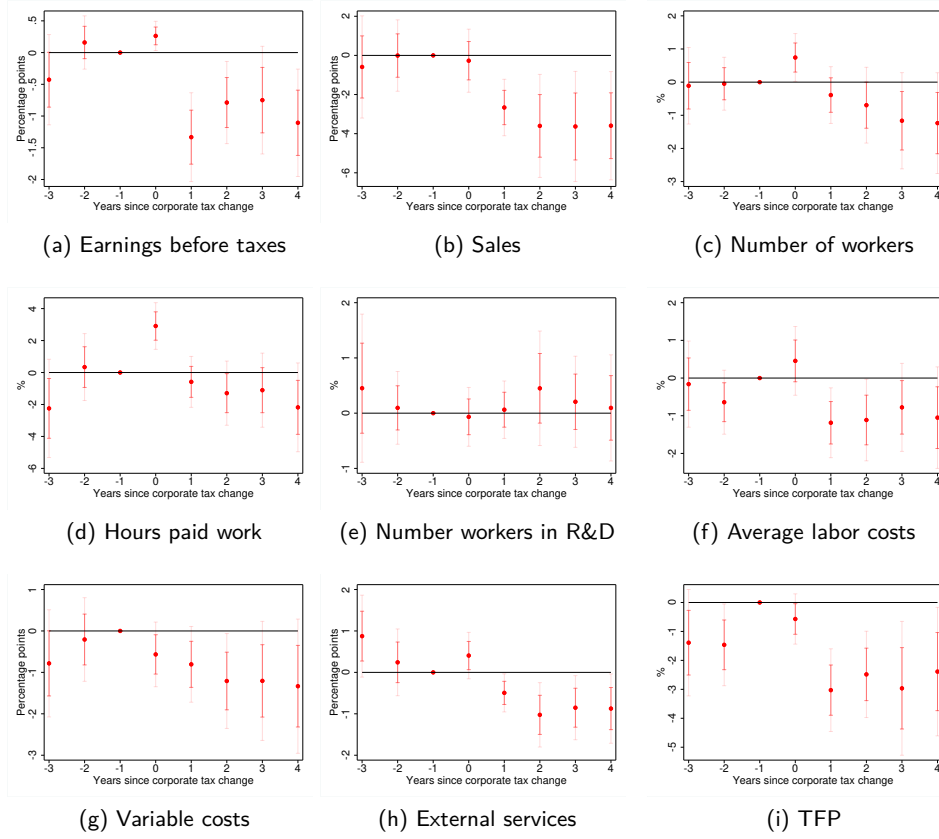 Percentage points
-2 -1.5 -1 -.5 0 .5
-3 -2 -1 0 1 2 3 4
Years since corporate tax change
(a) Earnings before taxes
Percentage points
-6 -4 -2 0 2
-3 -2 -1 0 1 2 3 4
Years since corporate tax change
(b) Sales
%
-3 -2 -1 0 1 2
-3 -2 -1 0 1 2 3 4
Years since corporate tax change
(c) Number of workers
%
-6 -4 -2 0 2 4
-3 -2 -1 0 1 2 3 4
Years since corporate tax change
(d) Hours paid work
%
-1 0 1 2
-3 -2 -1 0 1 2 3 4
Years since corporate tax change
(e) Number workers in R&D
%
-2 -1 0 1 2
-3 -2 -1 0 1 2 3 4
Years since corporate tax change
(f) Average labor costs
Percentage points
-3 -2 -1 0 1
-3 -2 -1 0 1 2 3 4
Years since corporate tax change
(g) Variable costs
Percentage points
-2 -1 0 1 2
-3 -2 -1 0 1 2 3 4
Years since corporate tax change
(h) External services
%
-5 -4 -3 -2 -1 0
-3 -2 -1 0 1 2 3 4
Years since corporate tax change
(i) TFP